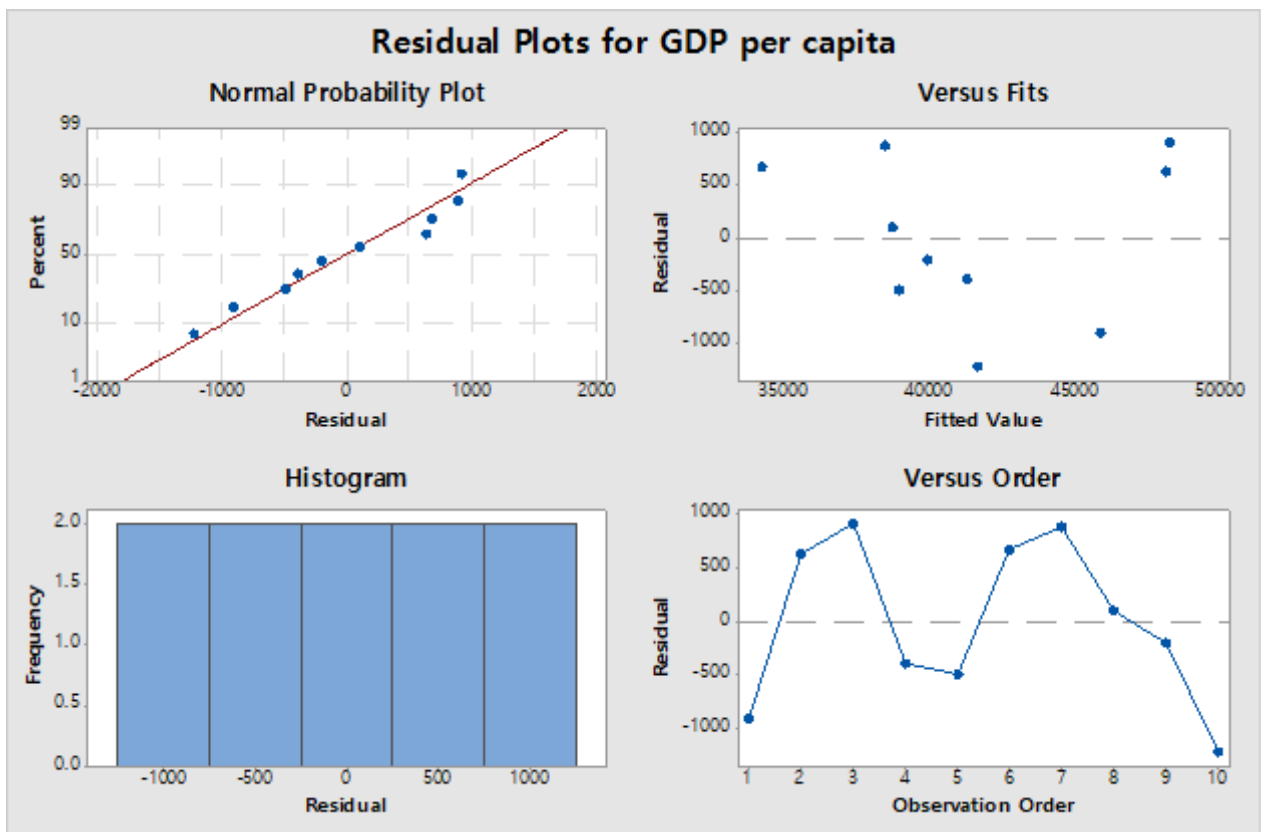 Residual Plots for GDP per capita
Normal Probability Plot
99
90
50
10
1
Percent
-2000 -1000 0 1000 2000
Residual
Versus Fits
1000
500
0
-500
-1000
Residual
35000 40000 45000 50000
Fitted Value
Histogram
2.0
1.5
1.0
0.5
0.0
Frequency
-1000 -500 0 500 1000
Residual
Versus Order
1000
500
0
-500
-1000
Residual
1 2 3 4 5 6 7 8 9 10
Observation Order